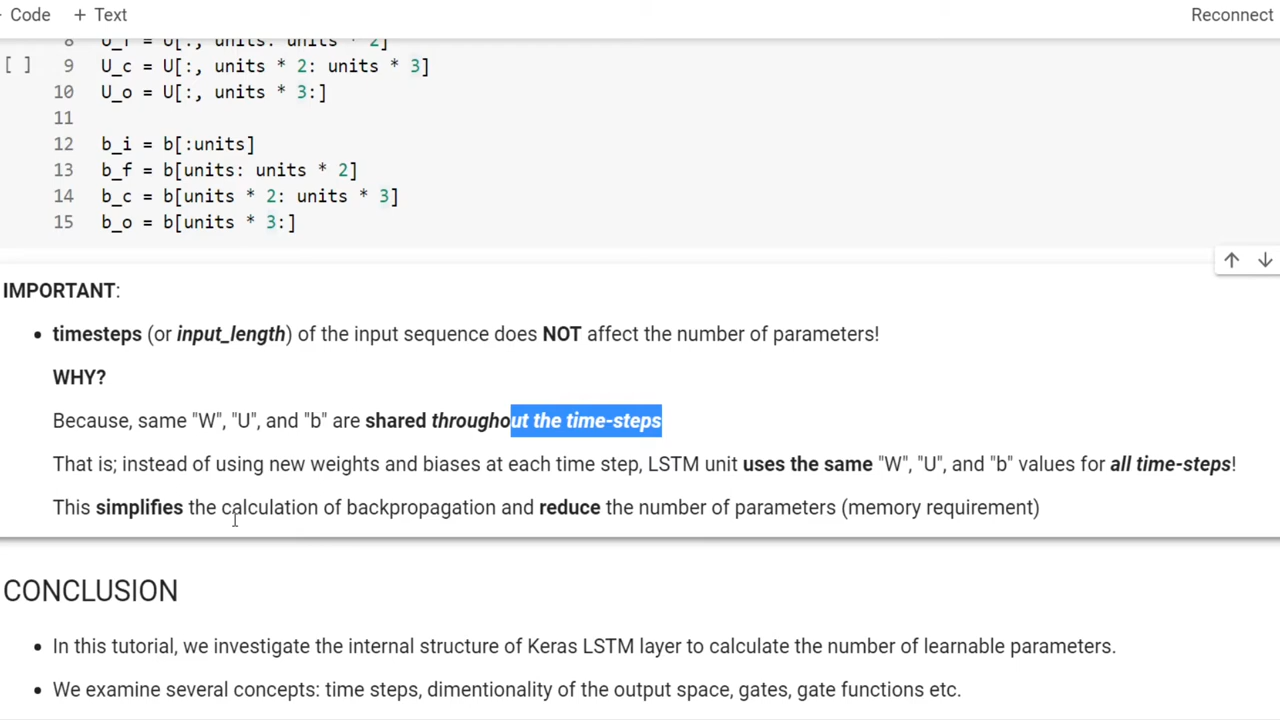 Code + Text Reconnect
8 U_f = U[:, units: units * 2]
[ ] 9 U_c = U[:, units * 2: units * 3]
10 U_o = U[:, units * 3:]
11
12 b_i = b[:units]
13 b_f = b[units: units * 2]
14 b_c = b[units * 2: units * 3]
15 b_o = b[units * 3:]
IMPORTANT:
• timesteps (or input_length) of the input sequence does NOT affect the number of parameters!
WHY?
Because, same "W", "U", and "b" are shared throughout the time-steps
That is; instead of using new weights and biases at each time step, LSTM unit uses the same "W", "U", and "b" values for all time-steps!
This simplifies the calculation of backpropagation and reduce the number of parameters (memory requirement)
CONCLUSION
• In this tutorial, we investigate the internal structure of Keras LSTM layer to calculate the number of learnable parameters.
• We examine several concepts: time steps, dimentionality of the output space, gates, gate functions etc.